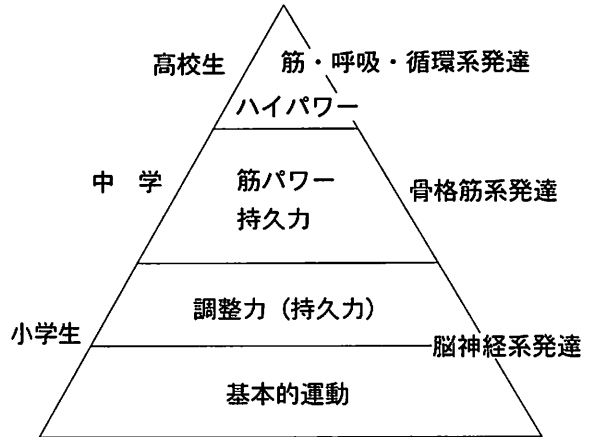 高校生
筋・呼吸・循環系発達
ハイパワー
中　学
筋パワー
持久力
骨格筋系発達
調整力（持久力）
小学生
脳神経系発達
基本的運動